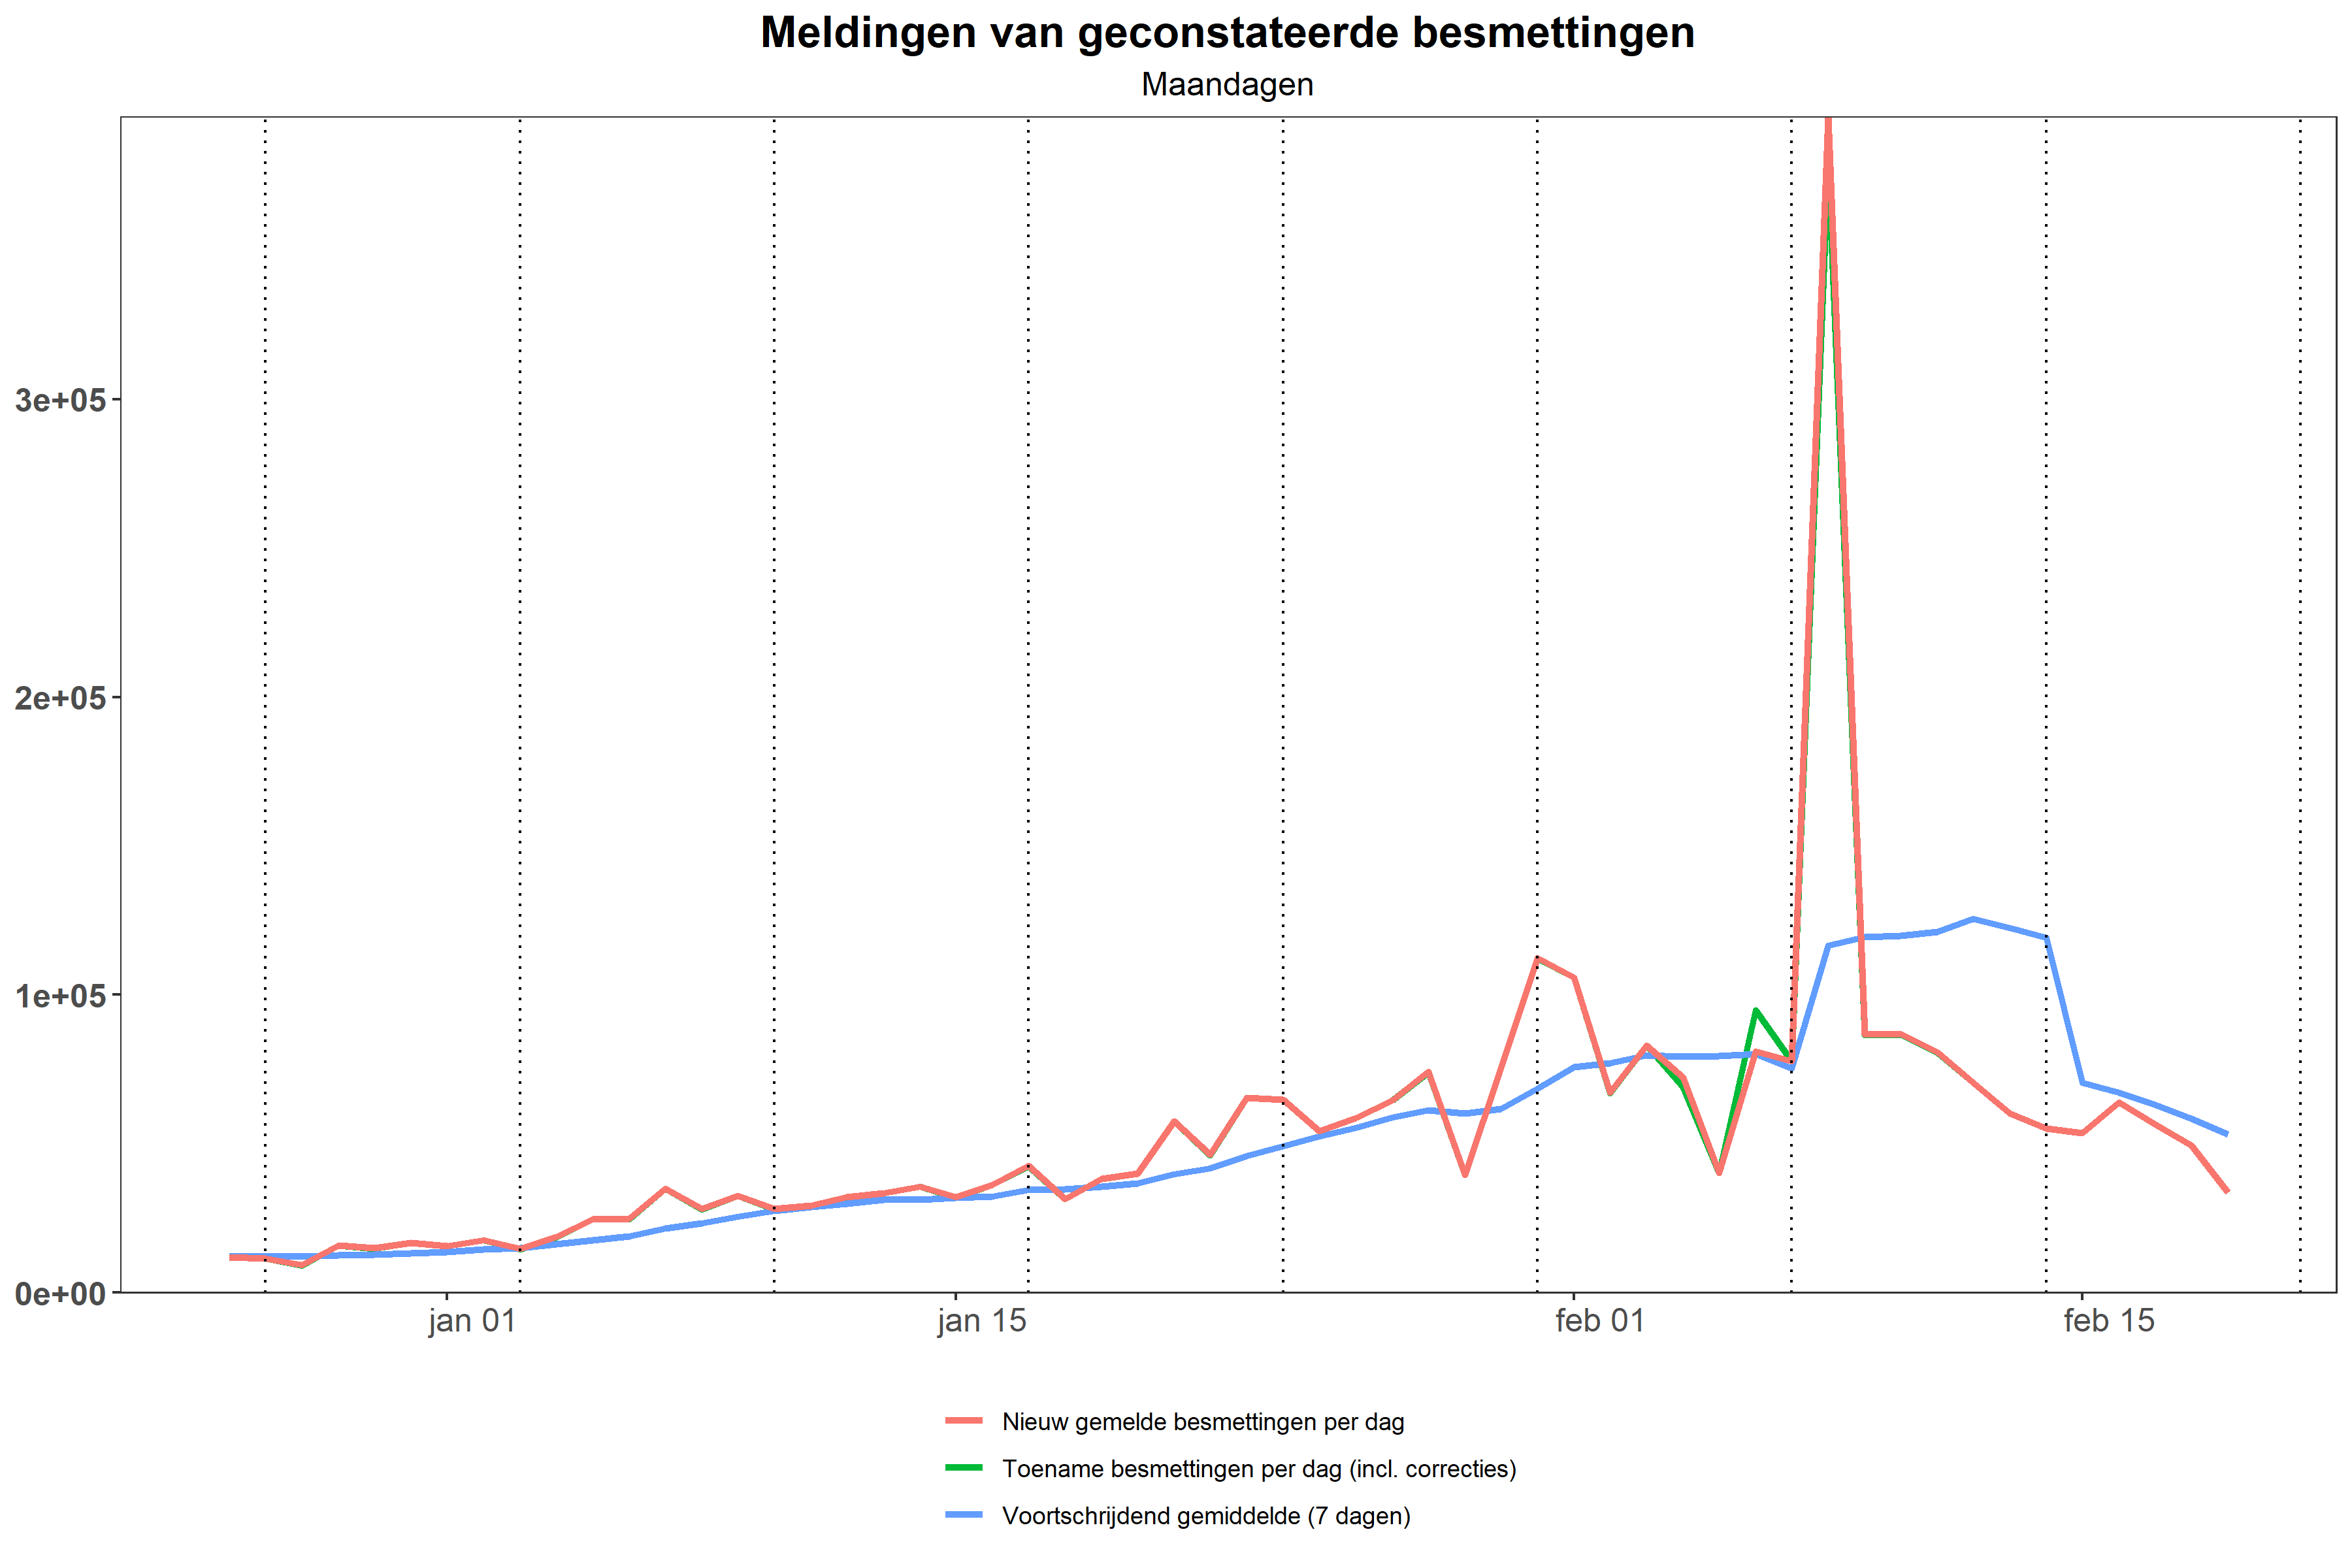 Meldingen van geconstateerde besmettingen
Maandagen
3e+05
2e+05
1e+05
0e+00
jan 01 jan 15 feb 01 feb 15
Nieuw gemelde besmettingen per dag
Toename besmettingen per dag (incl. correcties)
Voortschrijdend gemiddelde (7 dagen)